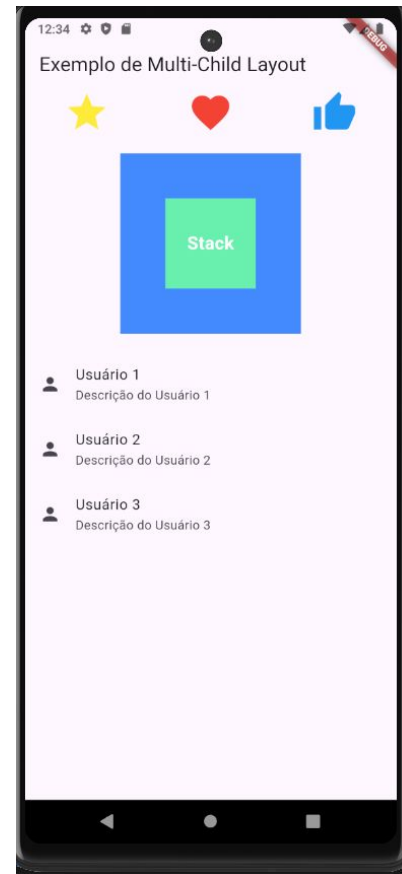 12:34
DEBUG
Exemplo de Multi-Child Layout
Stack
Usuário 1
Descrição do Usuário 1
Usuário 2
Descrição do Usuário 2
Usuário 3
Descrição do Usuário 3